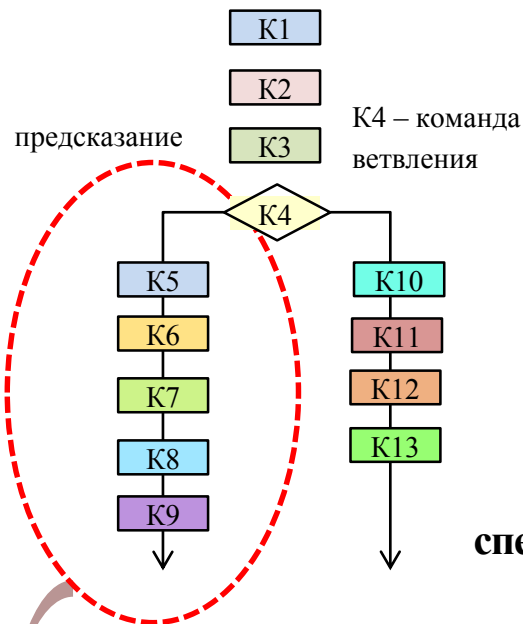 К1
К2
предсказание
К3
К4 – команда
ветвления
К4
К5
К10
К6
К11
К7
К12
К8
К13
К9
спе